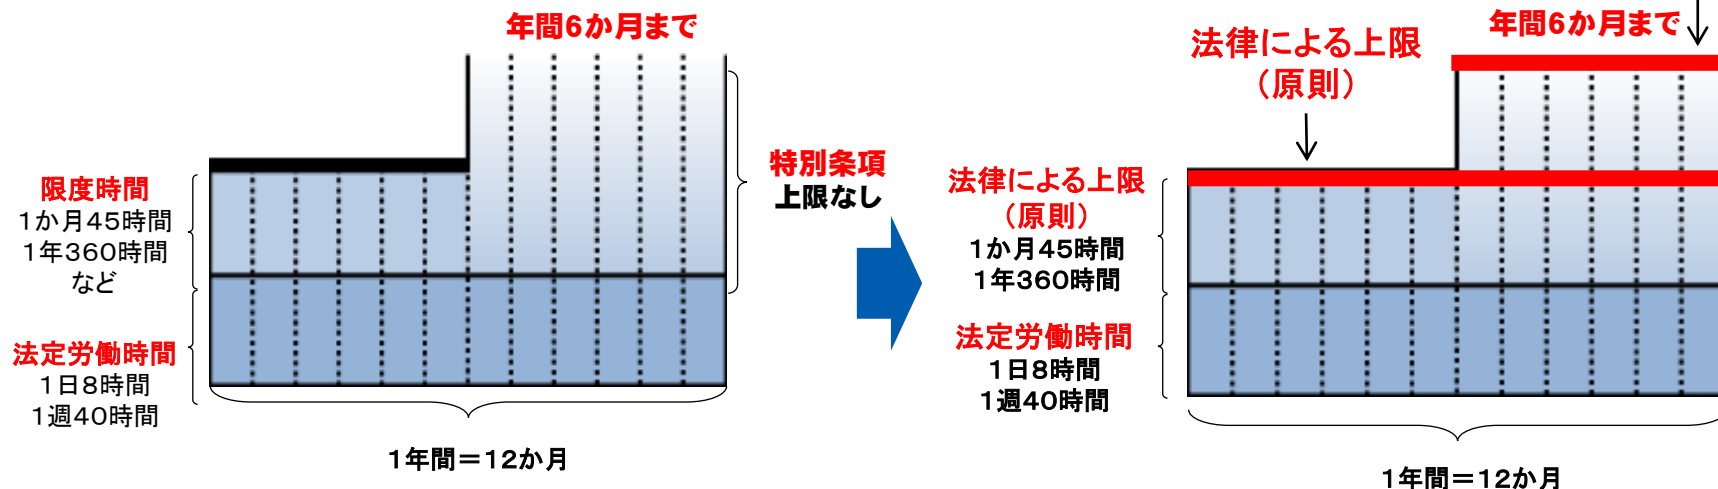 年間6か月まで
限度時間
1か月45時間
1年360時間
など
法定労働時間
1日8時間
1週40時間
特別条項
上限なし
1年間＝12か月
年間6か月まで
法律による上限
（原則）
法律による上限
（原則）
1か月45時間
1年360時間
法定労働時間
1日8時間
1週40時間
1年間＝12か月